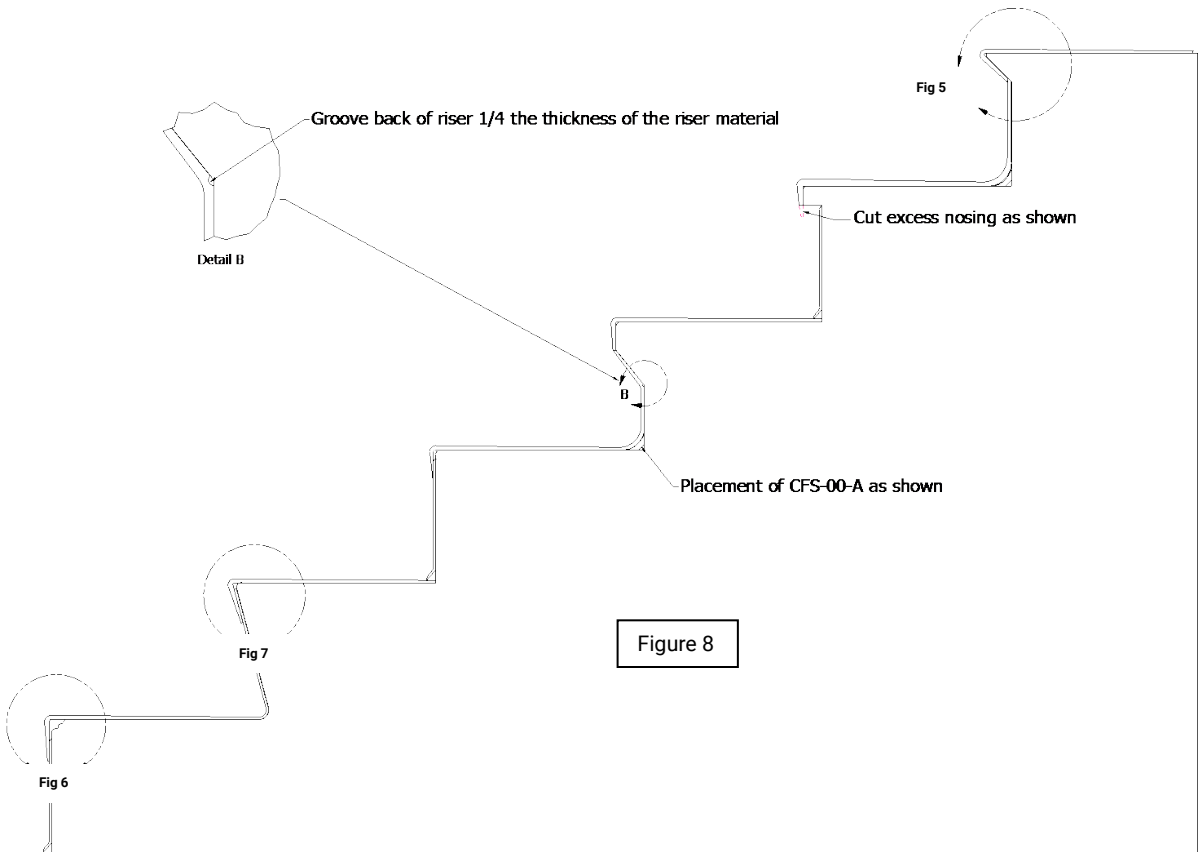 Fig 5
Groove back of riser 1/4 the thickness of the riser material
Cut excess nosing as shown
Detail B
B
Placement of CFS-00-A as shown
Figure 8
Fig 7
Fig 6